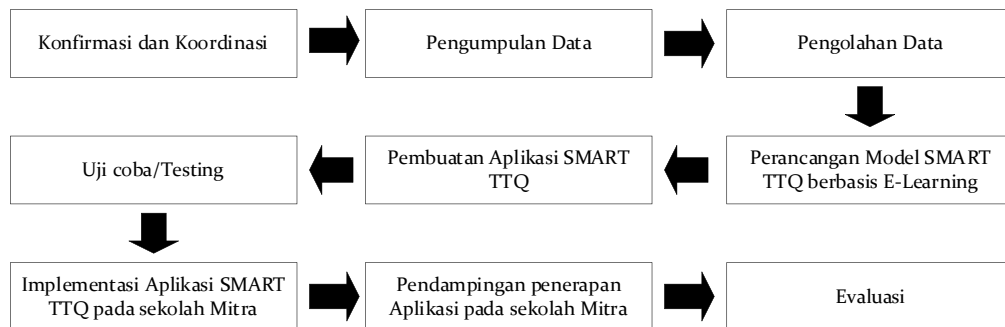 Konfirmasi dan Koordinasi
Pengumpulan Data
Pengolahan Data
Perancangan Model SMART
TTQ berbasis E-Learning
Pembuatan Aplikasi SMART
TTQ
Uji coba/Testing
Implementasi Aplikasi SMART
TTQ pada sekolah Mitra
Pendampingan penerapan
Aplikasi pada sekolah Mitra
Evaluasi